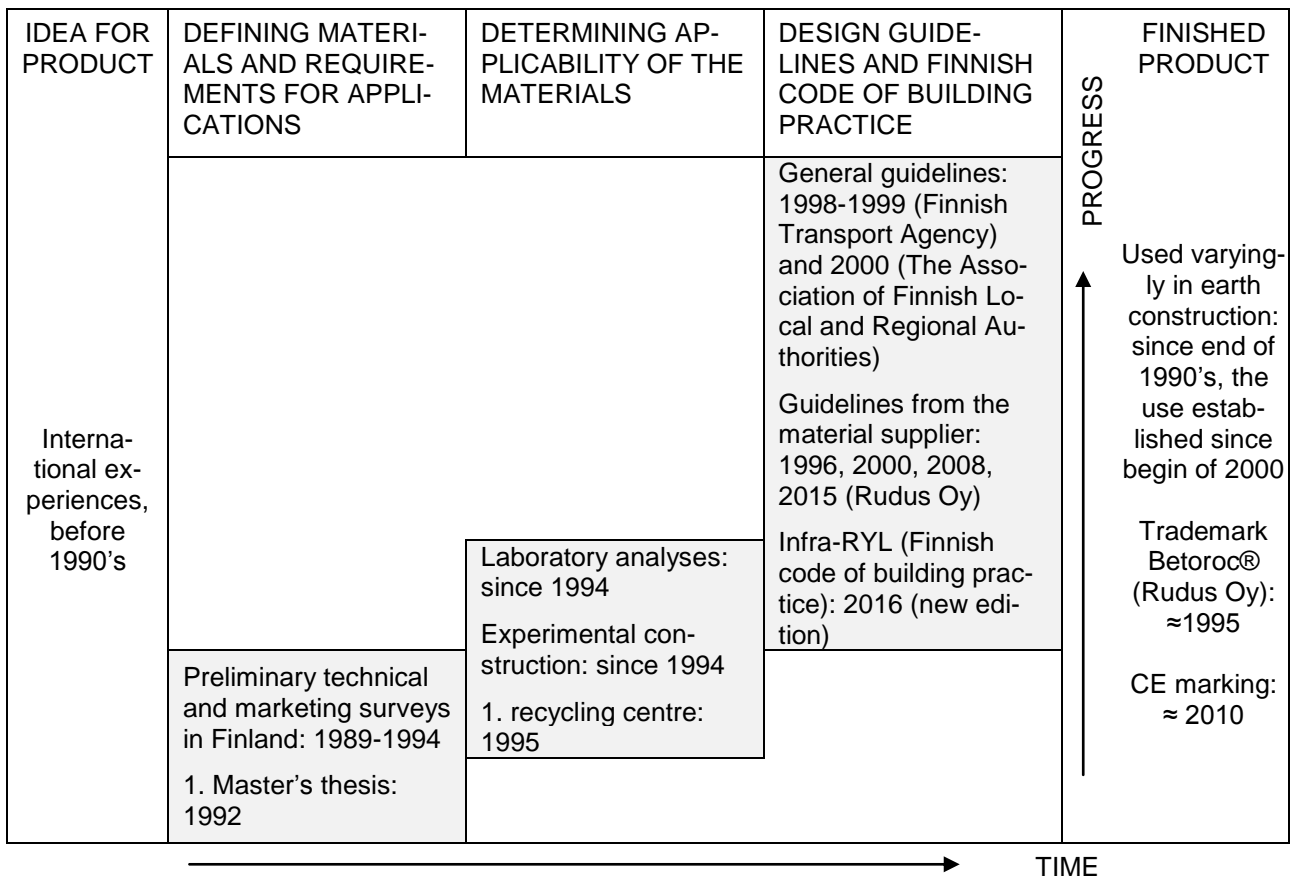 IDEA FOR
PRODUCT
DEFINING MATERI-
ALS AND REQUIRE-
MENTS FOR APPLI-
CATIONS
DETERMINING AP-
PLICABILITY OF THE
MATERIALS
DESIGN GUIDE-
LINES AND FINNISH
CODE OF BUILDING
PRACTICE
PROGRESS
FINISHED
PRODUCT
Interna-
tional ex-
periences,
before
1990's
Preliminary technical
and marketing surveys
in Finland: 1989-1994
1. Master's thesis:
1992
Laboratory analyses:
since 1994
Experimental con-
struction: since 1994
1. recycling centre:
1995
General guidelines:
1998-1999 (Finnish
Transport Agency)
and 2000 (The Asso-
ciation of Finnish Lo-
cal and Regional Au-
thorities)
Guidelines from the
material supplier:
1996, 2000, 2008,
2015 (Rudus Oy)
Infra-RYL (Finnish
code of building prac-
tice): 2016 (new edi-
tion)
Used varying-
ly in earth
construction:
since end of
1990's, the
use estab-
lished since
begin of 2000
Trademark
Betoroc®
(Rudus Oy):
≈1995
CE marking:
≈ 2010
TIME